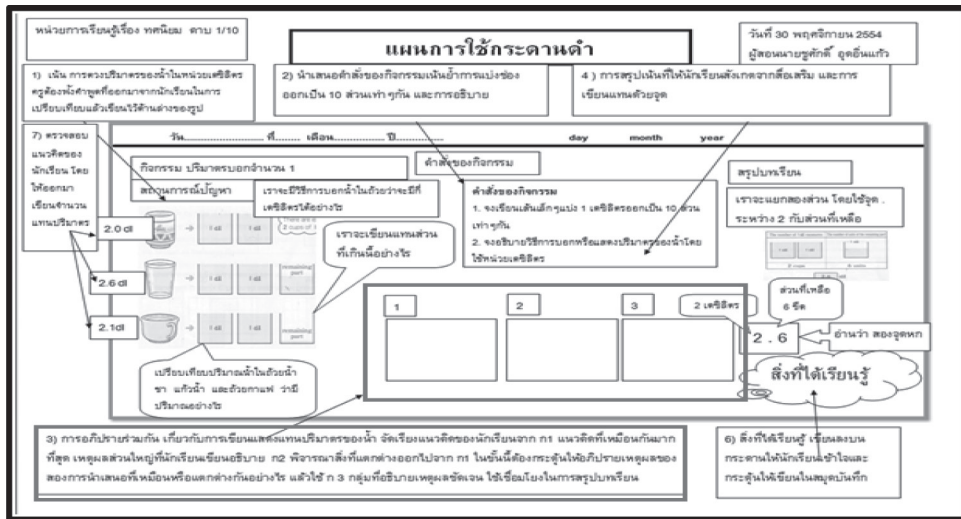 หน่วยการเรียนรู้เรื่อง ทศนิยม คาบ 1/10
แผนการใช้กระดานดำ
วันที่ 30 พฤศจิกายน 2554
ผู้สอนนายชูศักดิ์ อุดอิ่นแก้ว
1) เน้น การตวงปริมาตรของน้ำในหน่วยเดซิลิตร
ครูต้องฟังคำพูดที่ออกมาจากนักเรียนในการ
เปรียบเทียบแล้วเขียนไว้ด้านล่างของรูป
2) นำเสนอคำสั่งของกิจกรรมเน้นย้ำการแบ่งช่อง
ออกเป็น 10 ส่วนเท่าๆกัน และการอธิบาย
4 ) การสรุปเน้นที่ให้นักเรียนสังเกตจากสื่อเสริม และการ
เขียนแทนด้วยจุด
7) ตรวจสอบ
แนวคิดของ
นักเรียน โดย
ให้ออกมา
เขียนจำนวน
แทนปริมาตร
วัน................ที่....... เดือน............ ปี............
day month year
กิจกรรม ปริมาตรบอกจำนวน 1
คำสั่งของกิจกรรม
สรุปบทเรียน
สถานการณ์ปัญหา
เราจะมีวิธีการบอกน้ำในถ้วยว่าจะมีกี่
เดซิลิตรได้อย่างไร
คำสั่งของกิจกรรม
1. จงเขียนเส้นเล็กๆแบ่ง 1 เดซิลิตรออกเป็น 10 ส่วน
เท่าๆกัน
2. จงอธิบายวิธีการบอกหรือแสดงปริมาตรของน้ำโดย
ใช้หน่วยเดซิลิตร
เราจะแยกสองส่วน โดยใช้จุด .
ระหว่าง 2 กับส่วนที่เหลือ
2.0 dl
1 dl 1 dl
เราจะเขียนแทนส่วน
ที่เกินนี้อย่างไร
2.6 dl
1 dl 1 dl remaining
part
2.1dl
1 dl 1 dl remaining
part
1 2 3
2 เดซิลิตร
ส่วนที่เหลือ
6 ขีด
2 . 6
อ่านว่า สองจุดหก
เปรียบเทียบปริมาณน้ำในถ้วยน้ำ
ชา แก้วน้ำ และถ้วยกาแฟ ว่ามี
ปริมาณอย่างไร
สิ่งที่ได้เรียนรู้
3) การอภิปรายร่วมกัน เกี่ยวกับการเขียนแสดงแทนปริมาตรของน้ำ จัดเรียงแนวคิดของนักเรียนจาก ก1 แนวคิดที่เหมือนกันมาก
ที่สุด เหตุผลส่วนใหญ่ที่นักเรียนเขียนอธิบาย ก2 พิจารณาสิ่งที่แตกต่างออกไปจาก ก1 ในขั้นนี้ต้องกระตุ้นให้อภิปรายเหตุผลของ
สองการนำเสนอที่เหมือนหรือแตกต่างกันอย่างไร แล้วใช้ ก 3 กลุ่มที่อธิบายเหตุผลชัดเจน ใช้เชื่อมโยงในการสรุปบทเรียน
6) สิ่งที่ได้เรียนรู้ เขียนลงบน
กระดานให้นักเรียนเข้าใจและ
กระตุ้นให้เขียนในสมุดบันทึก